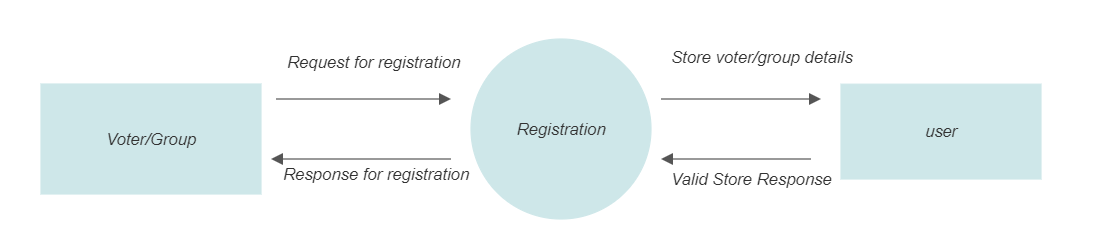 Request for registration
Store voter/group details
Voter/Group
Registration
user
Response for registration
Valid Store Response